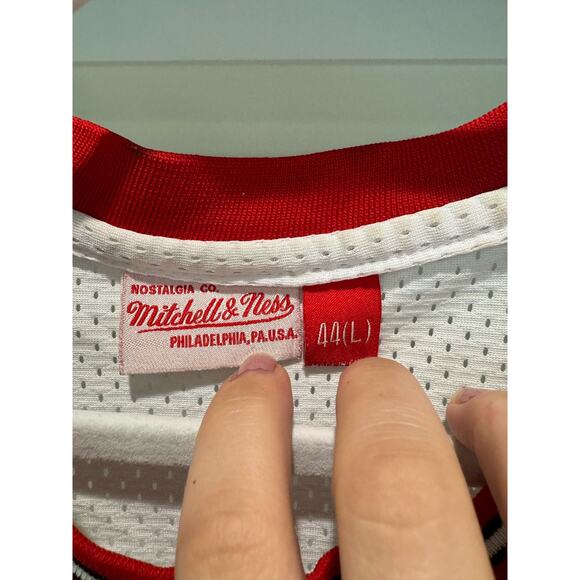 NOSTALGIA CO.
Mitchell & Ness
PHILADELPHIA, PA.U.S.A.
44(L)